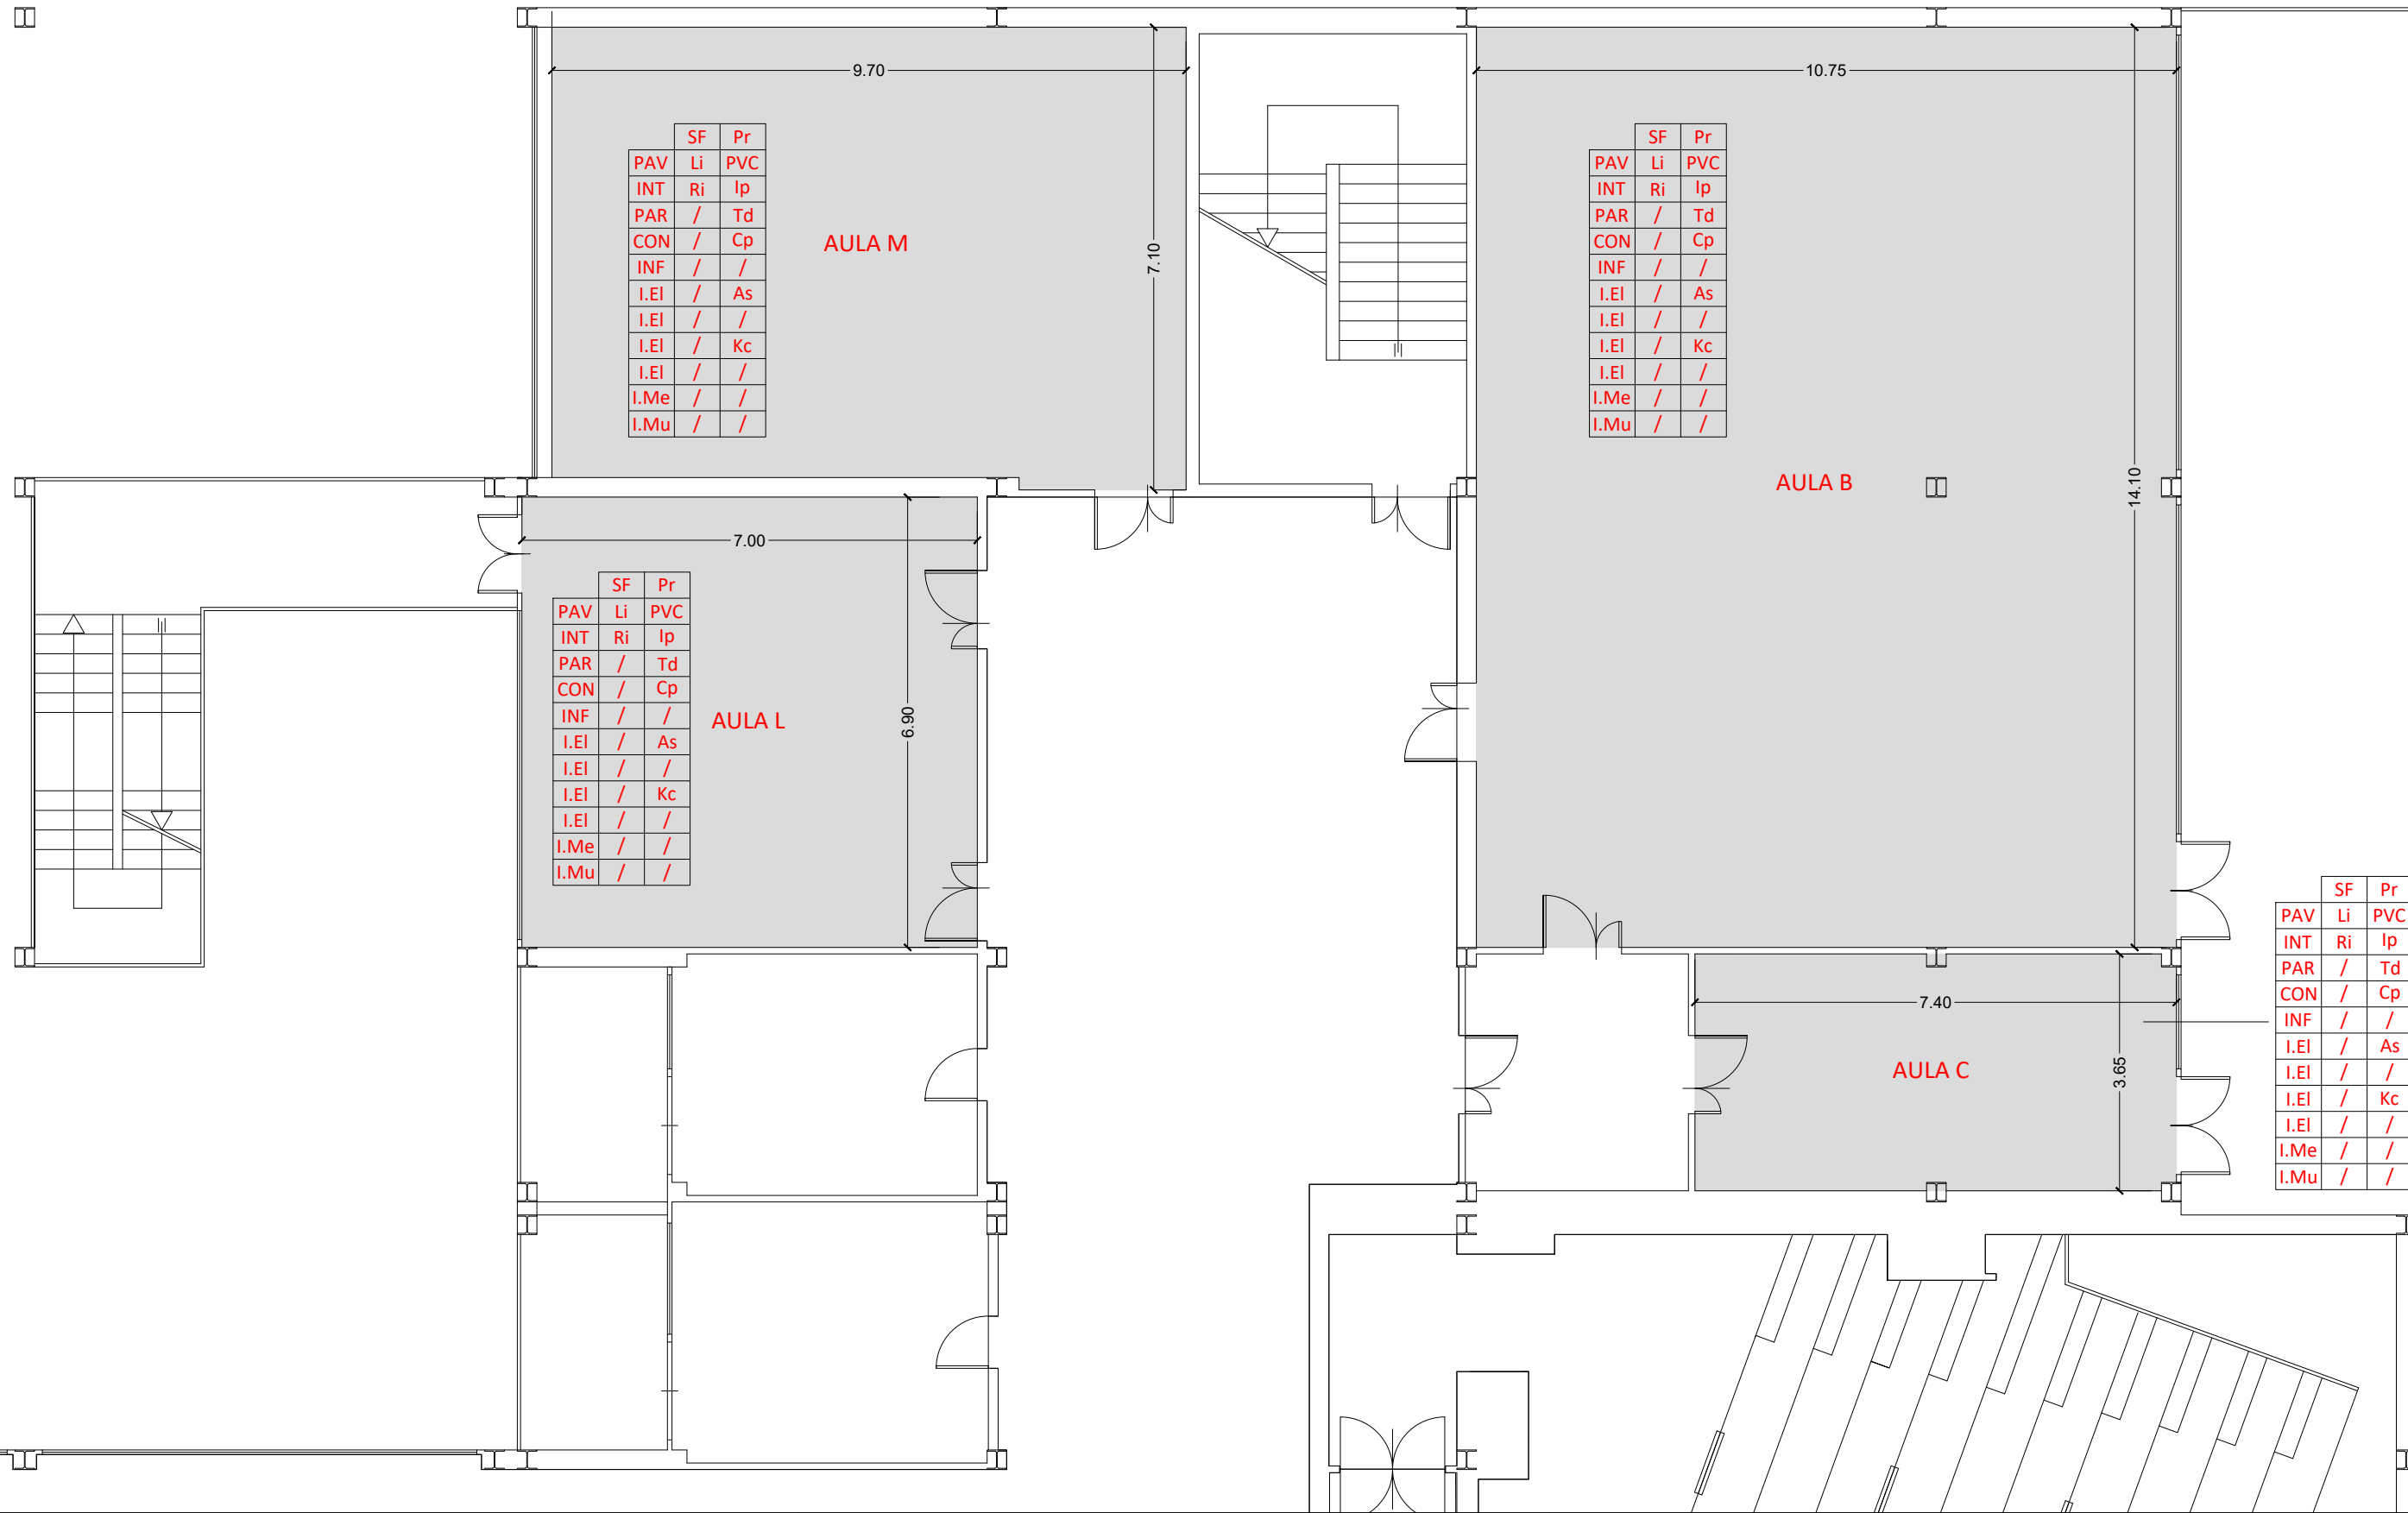 9.70
7.10
SF Pr
PAV Li PVC
INT Ri Ip
PAR / Td
CON / Cp
INF / /
I.El / As
I.El / /
I.El / Kc
I.El / /
I.Me / /
I.Mu / /
AULA M
10.75
14.10
SF Pr
PAV Li PVC
INT Ri Ip
PAR / Td
CON / Cp
INF / /
I.El / As
I.El / /
I.El / Kc
I.El / /
I.Me / /
I.Mu / /
AULA B
7.00
6.90
SF Pr
PAV Li PVC
INT Ri Ip
PAR / Td
CON / Cp
INF / /
I.El / As
I.El / /
I.El / Kc
I.El / /
I.Me / /
I.Mu / /
AULA L
7.40
3.65
AULA C
SF Pr
PAV Li PVC
INT Ri Ip
PAR / Td
CON / Cp
INF / /
I.El / As
I.El / /
I.El / Kc
I.El / /
I.Me / /
I.Mu / /